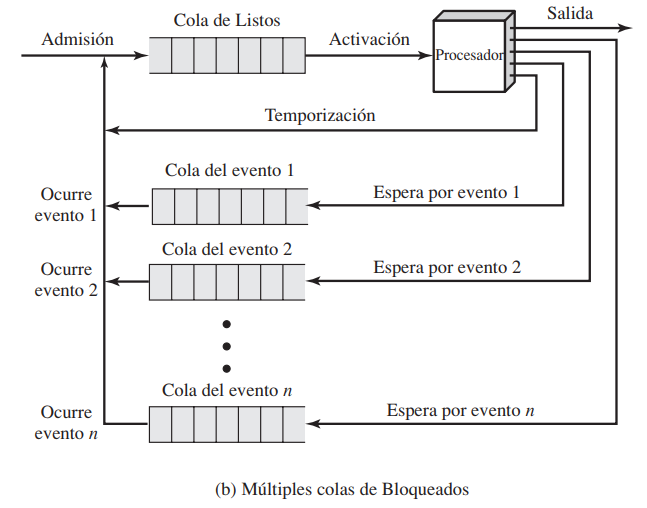 Cola de Listos
Salida
Admisión
Activación
Procesador
Temporización
Cola del evento 1
Ocurre
evento 1
Espera por evento 1
Cola del evento 2
Ocurre
evento 2
Espera por evento 2
Cola del evento n
Ocurre
evento n
Espera por evento n
(b) Múltiples colas de Bloqueados